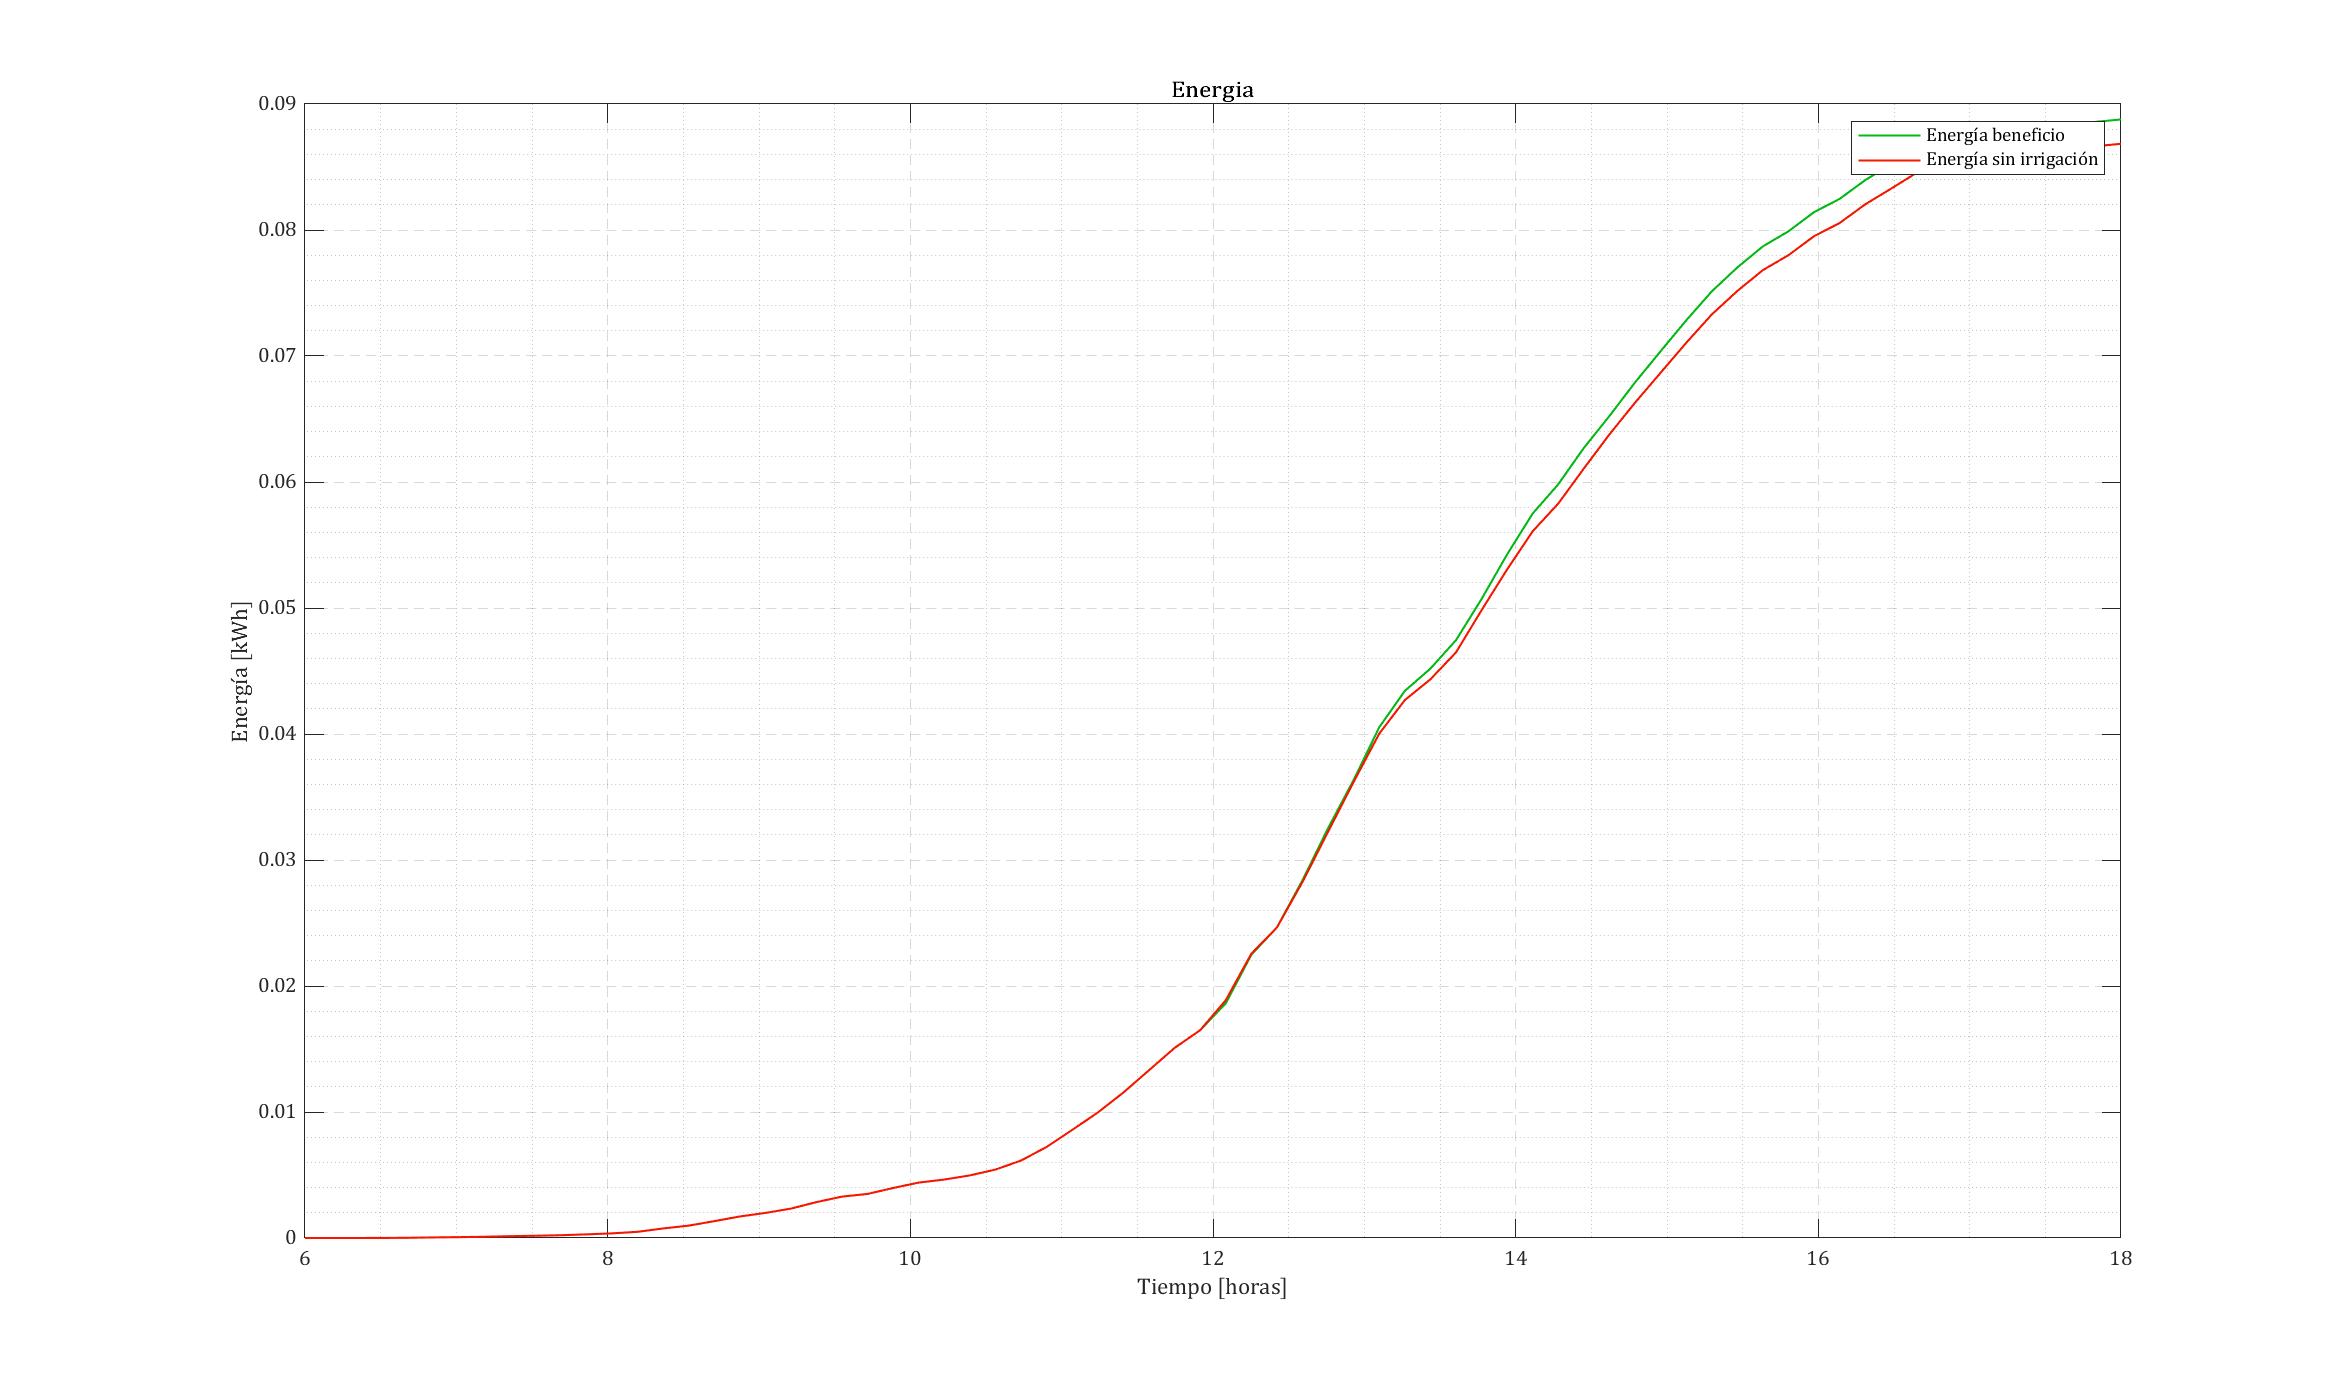 Energia
0.09
0.08
0.07
0.06
0.05
0.04
0.03
0.02
0.01
0
Energía [kWh]
Energía beneficio
Energía sin irrigación
6 8 10 12 14 16 18
Tiempo [horas]